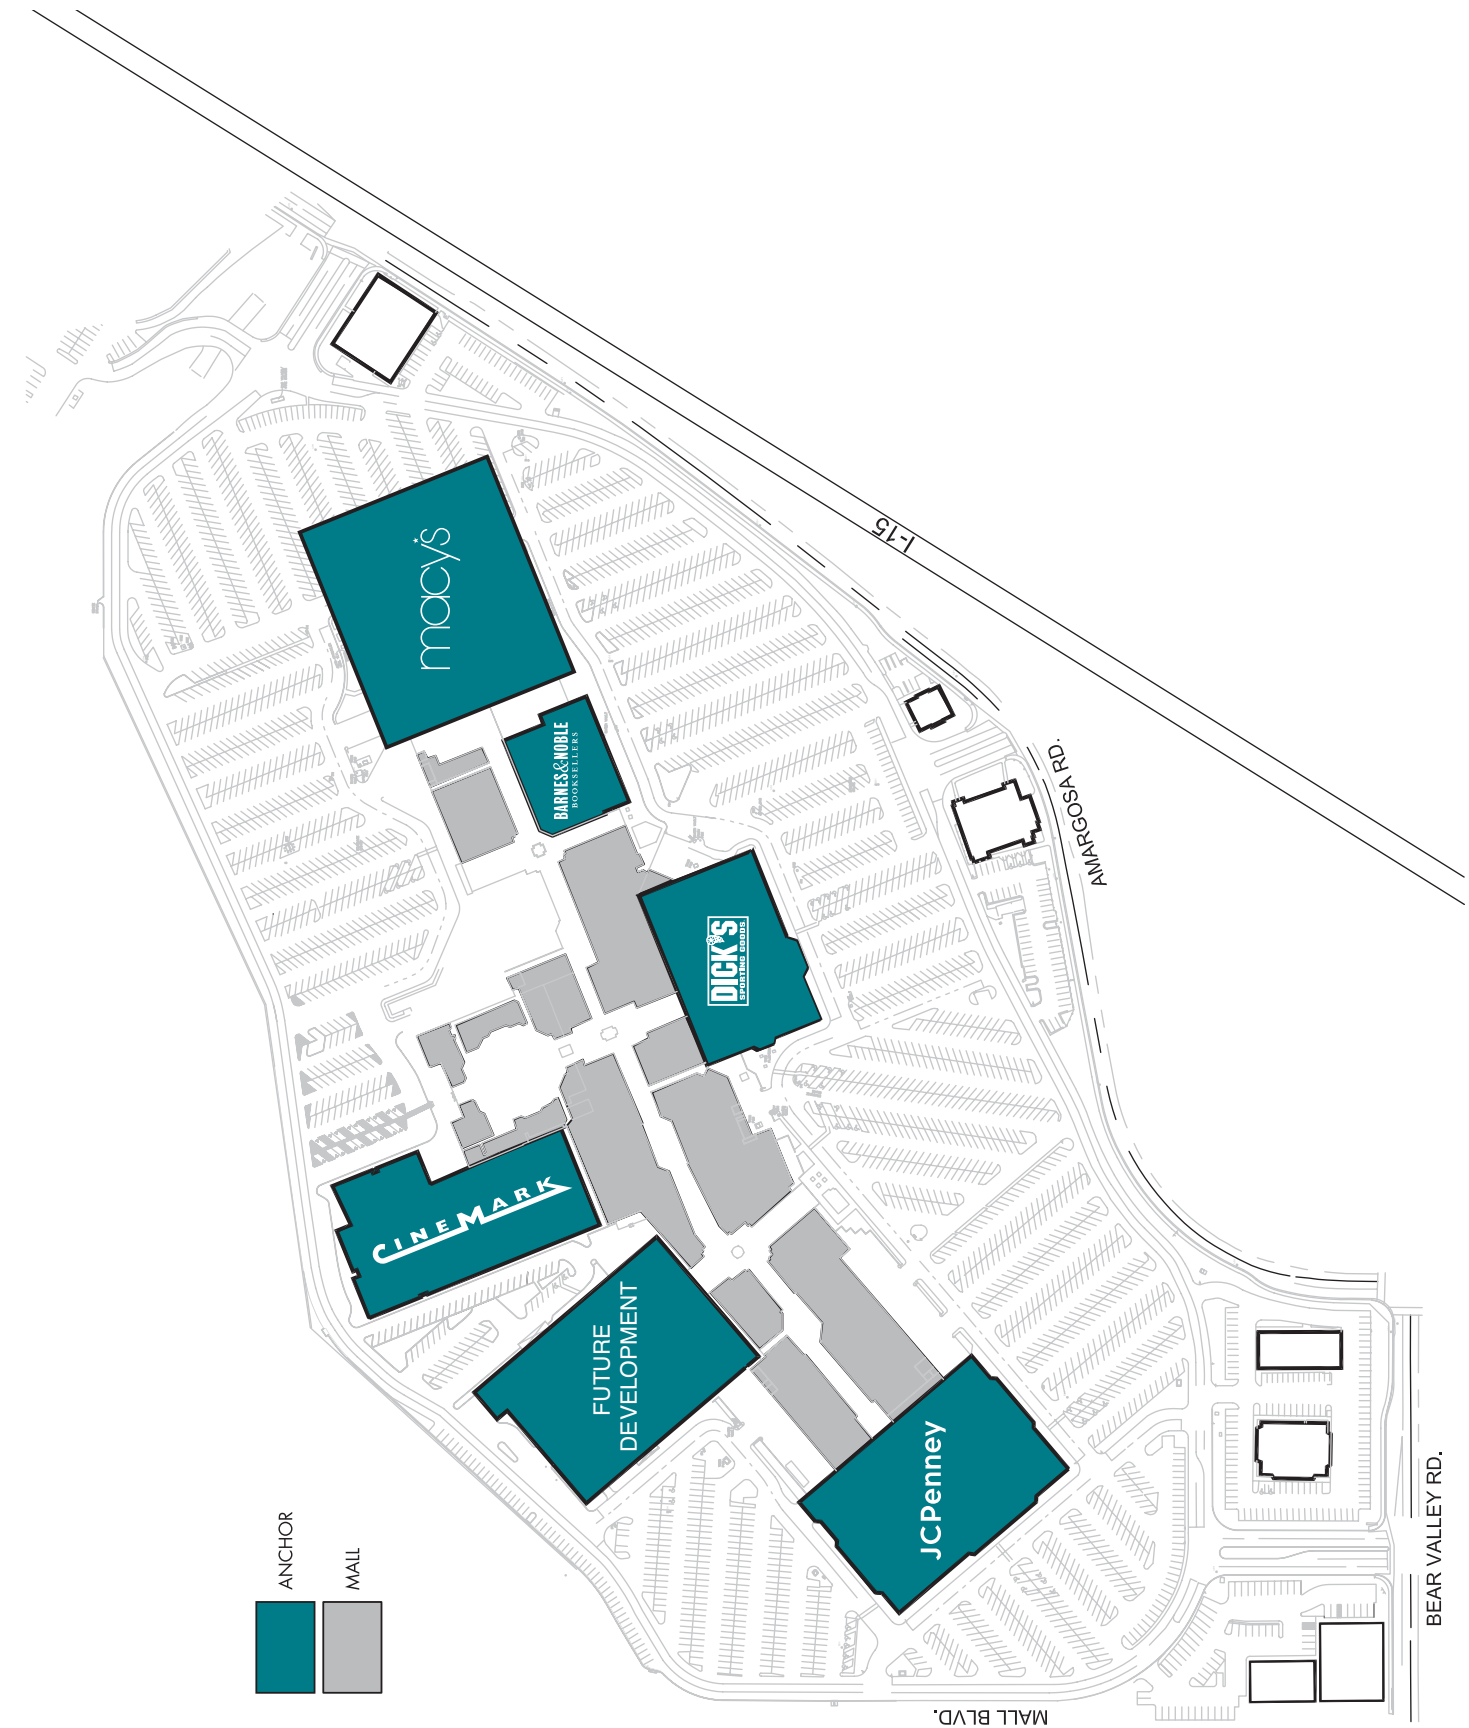 I-15
macy's
BARNES&NOBLE
BOOKSELLERS
AMARGOSA RD.
DICK'S
SPORTING GOODS
CINEMARK
FUTURE
DEVELOPMENT
JCPenney
ANCHOR
MALL
BEAR VALLEY RD.
MALL BLVD.